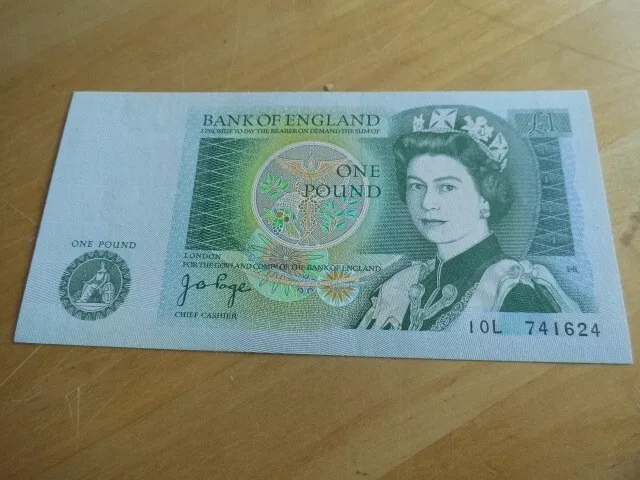 BANK OF ENGLAND
I PROMISE TO PAY THE BEARER ON DEMAND THE SUM OF
£1
ONE
POUND
ONE POUND
LONDON
FOR THE GOVR AND COMPA OF THE BANK OF ENGLAND
J B Page
CHIEF CASHIER
10L 741624